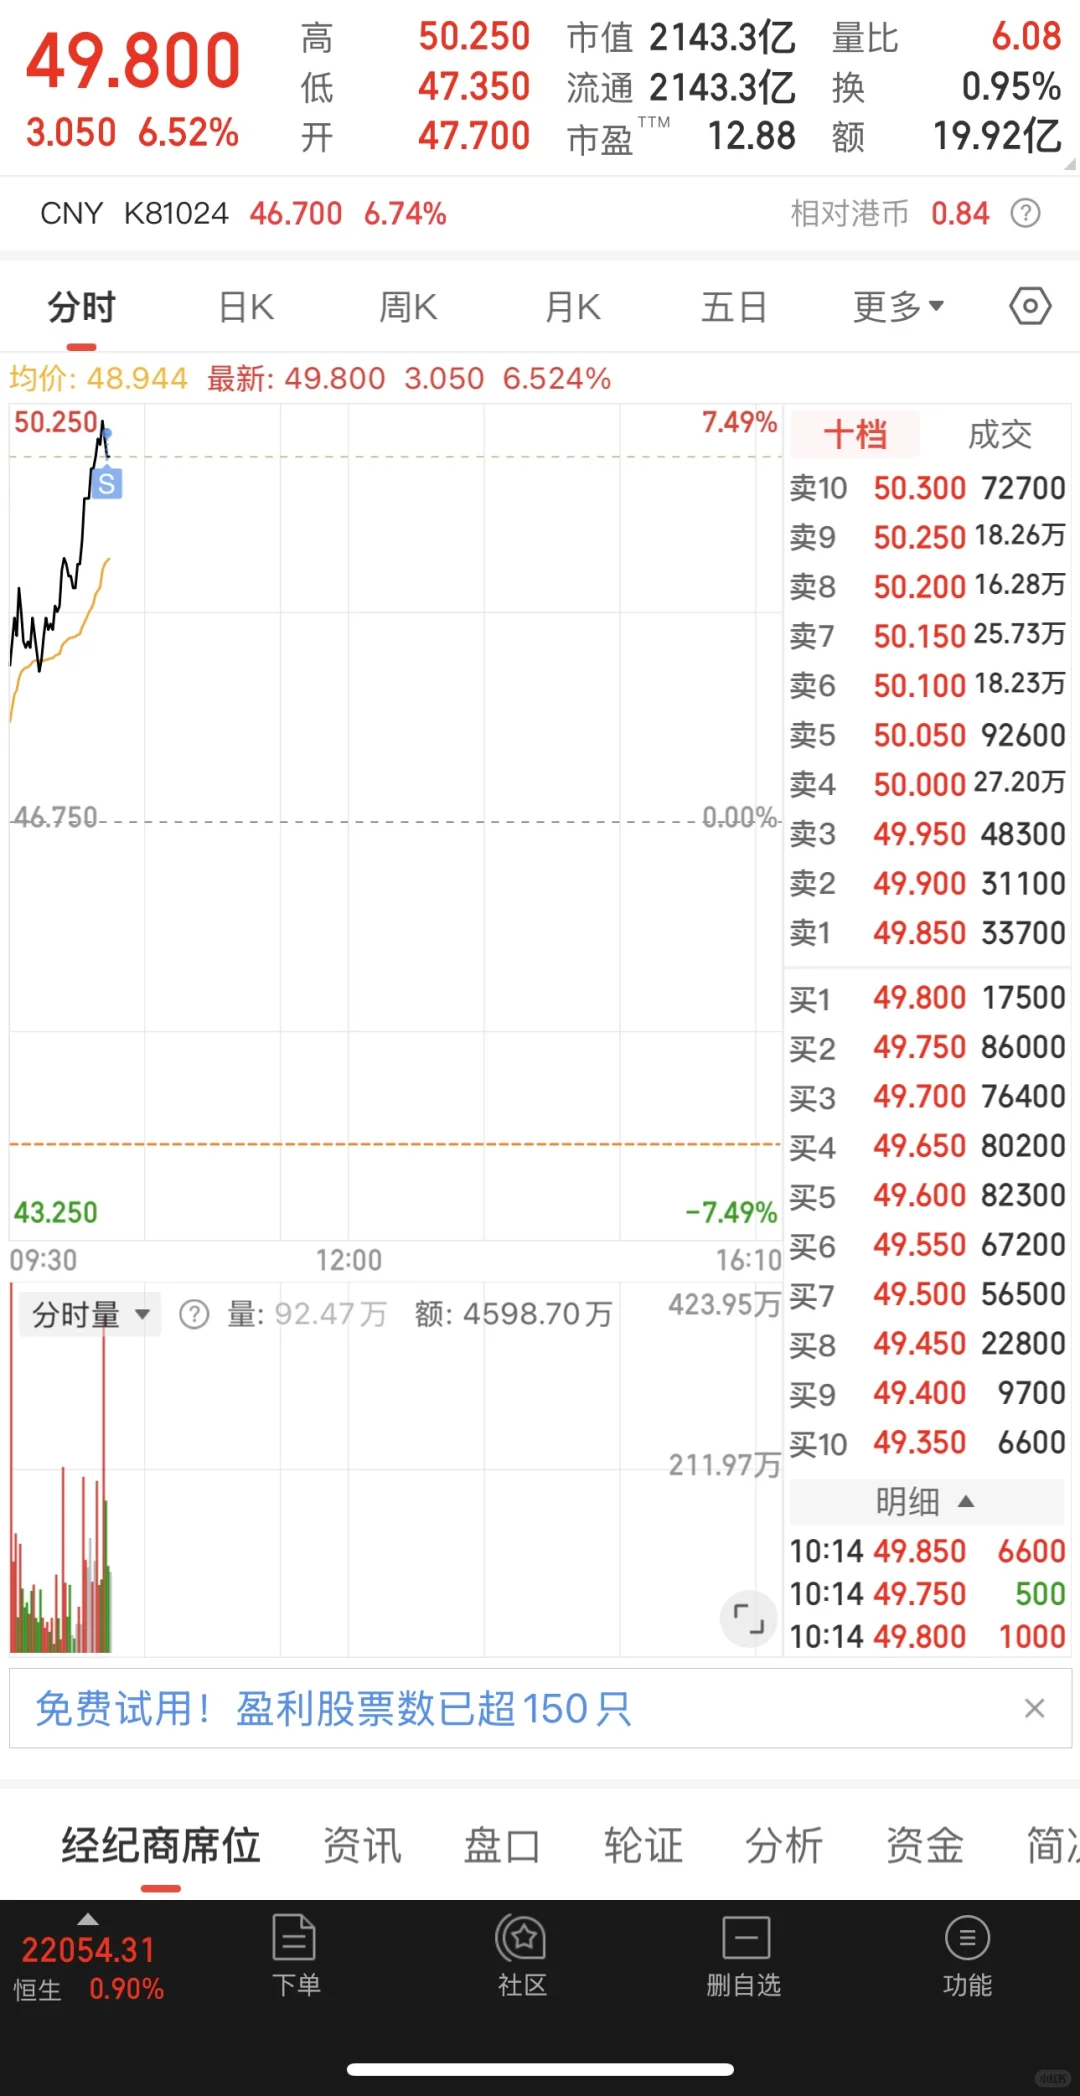 49.800
3.050 6.52%
高 50.250 市值 2143.3亿 量比 6.08
低 47.350 流通 2143.3亿 换 0.95%
开 47.700 市盈TTM 12.88 额 19.92亿
CNY K81024 46.700 6.74% 相对港币 0.84 ?
分时 日K 周K 月K 五日 更多
均价: 48.944 最新: 49.800 3.050 6.524%
50.250 7.49%
S
46.750 0.00%
43.250 -7.49%
09:30 12:00 16:10
分时量 ? 量: 92.47万 额: 4598.70万 423.95万
211.97万
十档 成交
卖10 50.300 72700
卖9 50.250 18.26万
卖8 50.200 16.28万
卖7 50.150 25.73万
卖6 50.100 18.23万
卖5 50.050 92600
卖4 50.000 27.20万
卖3 49.950 48300
卖2 49.900 31100
卖1 49.850 33700
买1 49.800 17500
买2 49.750 86000
买3 49.700 76400
买4 49.650 80200
买5 49.600 82300
买6 49.550 67200
买7 49.500 56500
买8 49.450 22800
买9 49.400 9700
买10 49.350 6600
明细
10:14 49.850 6600
10:14 49.750 500
10:14 49.800 1000
免费试用！盈利股票数已超150只
经纪商席位 资讯 盘口 轮证 分析 资金 简况
22054.31
恒生 0.90%
下单 社区 删自选 功能
小红书